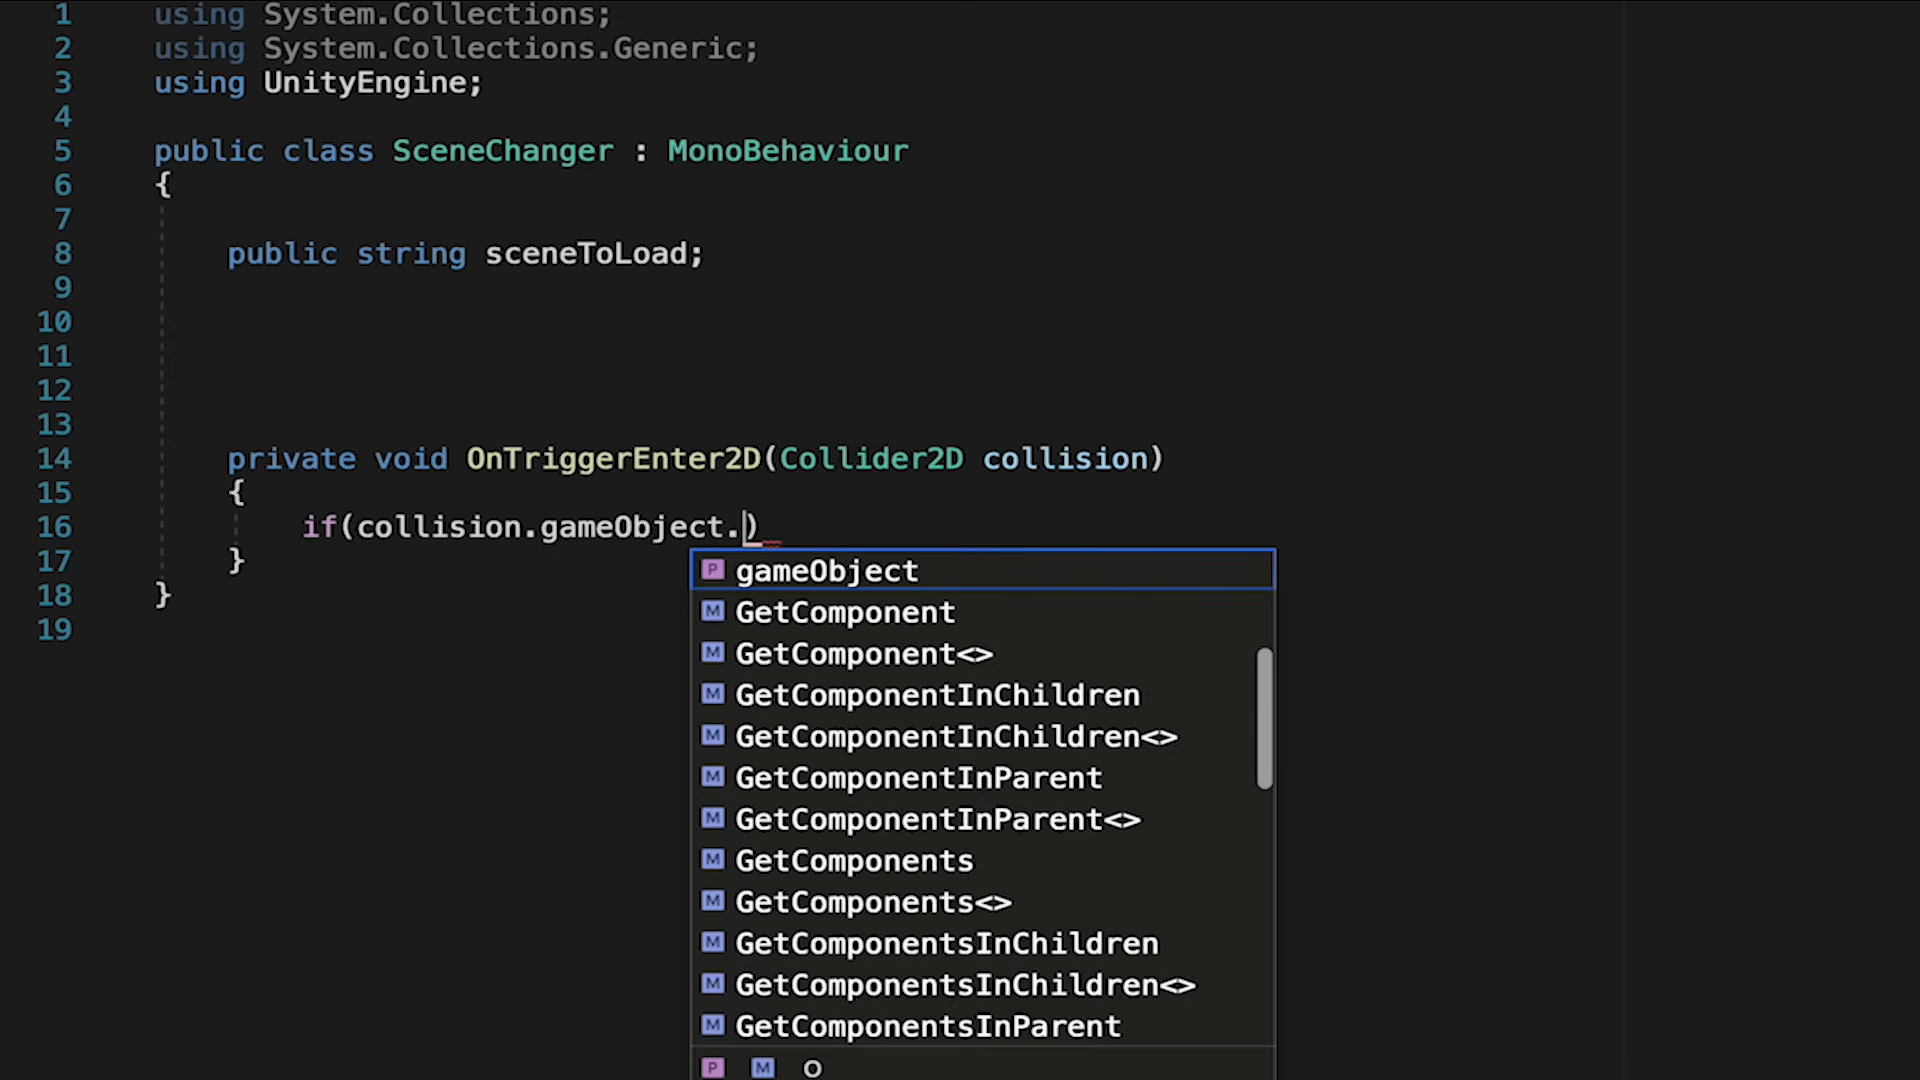 1 using System.Collections;
2 using System.Collections.Generic;
3 using UnityEngine;
4
5 public class SceneChanger : MonoBehaviour
6 {
7
8 public string sceneToLoad;
9
10
11
12
13
14 private void OnTriggerEnter2D(Collider2D collision)
15 {
16 if(collision.gameObject.)
17 }
18 }
19
P gameObject
M GetComponent
M GetComponent<>
M GetComponentInChildren
M GetComponentInChildren<>
M GetComponentInParent
M GetComponentInParent<>
M GetComponents
M GetComponents<>
M GetComponentsInChildren
M GetComponentsInChildren<>
M GetComponentsInParent
P M O